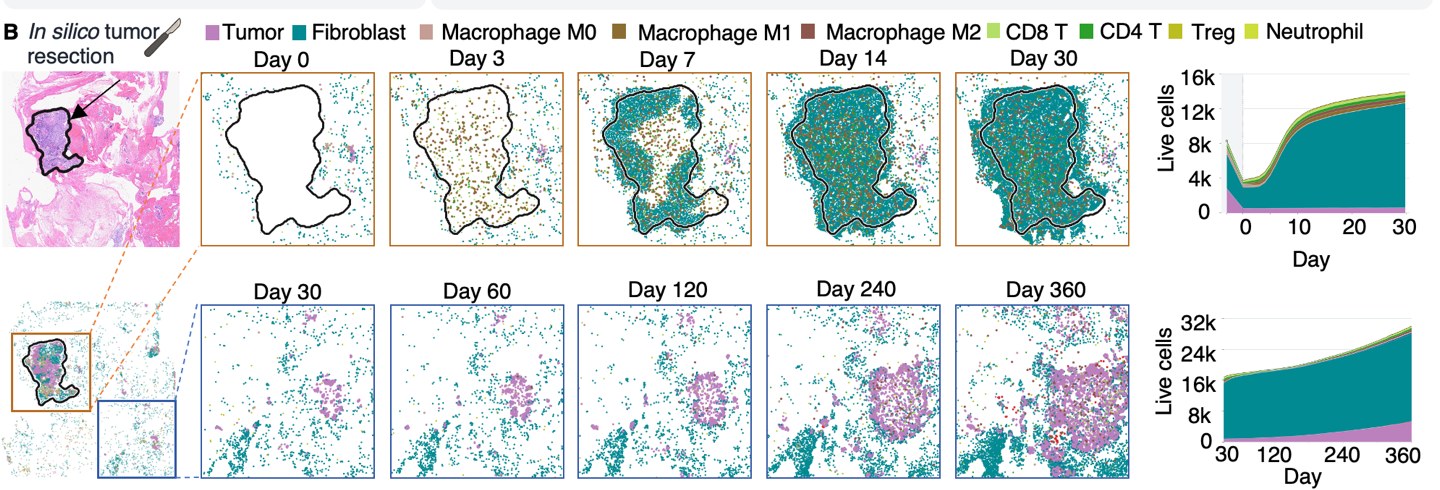 B In silico tumor resection
Tumor Fibroblast Macrophage M0 Macrophage M1 Macrophage M2 CD8 T CD4 T Treg Neutrophil
Day 0 Day 3 Day 7 Day 14 Day 30
16k
12k
8k
4k
0
Live cells
0 10 20 30
Day
Day 30 Day 60 Day 120 Day 240 Day 360
32k
24k
16k
8k
0
Live cells
30 120 240 360
Day